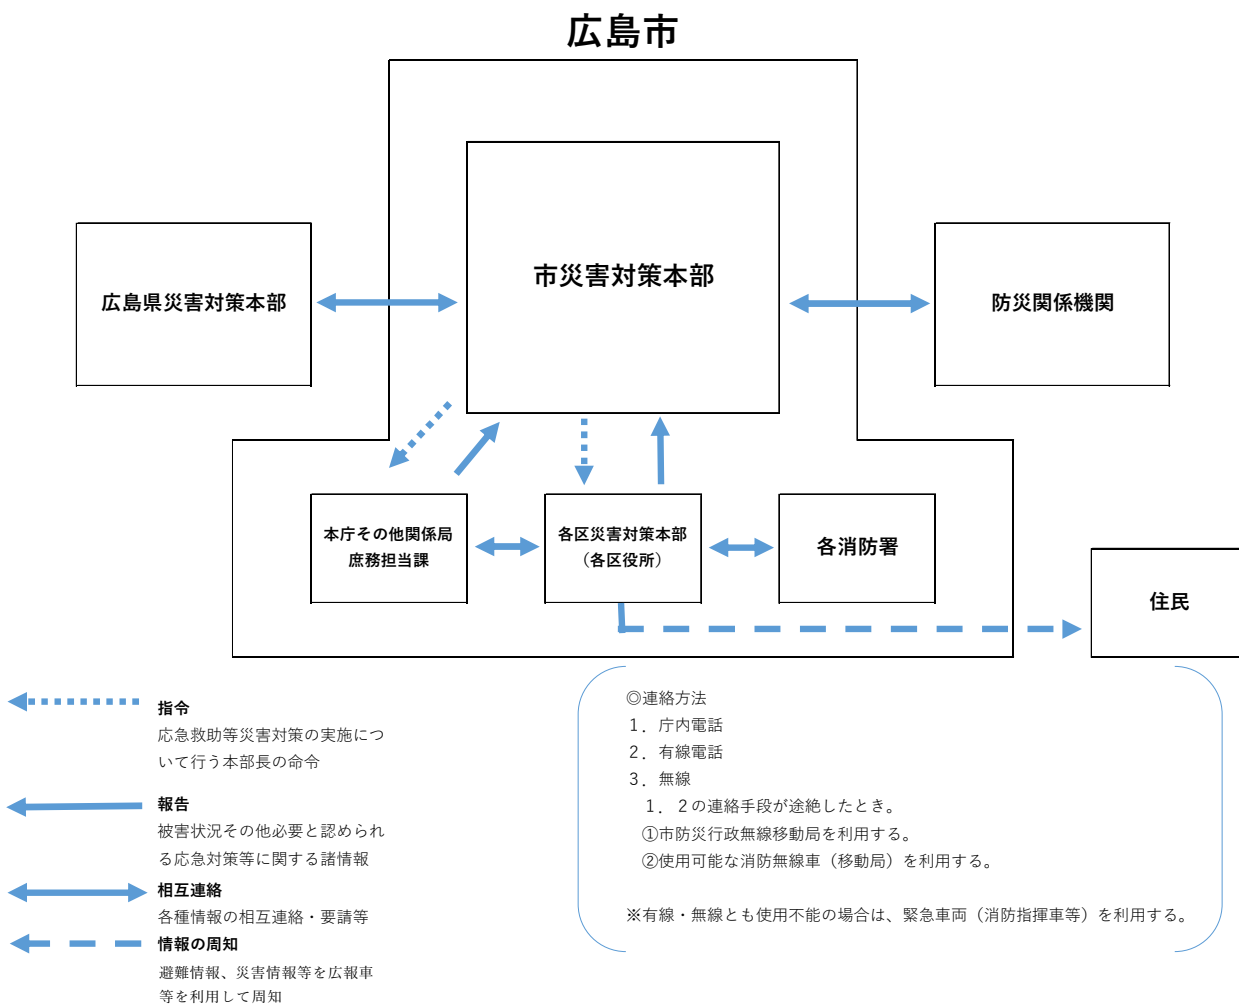 広島市
市災害対策本部
広島県災害対策本部
防災関係機関
本庁その他関係局
庶務担当課
各区災害対策本部
（各区役所）
各消防署
住民
指令
応急救助等災害対策の実施につ
いて行う本部長の命令
報告
被害状況その他必要と認められ
る応急対策等に関する諸情報
相互連絡
各種情報の相互連絡・要請等
情報の周知
避難情報、災害情報等を広報車
等を利用して周知
◎連絡方法
１．庁内電話
２．有線電話
３．無線
１．２の連絡手段が途絶したとき。
①市防災行政無線移動局を利用する。
②使用可能な消防無線車（移動局）を利用する。
※有線・無線とも使用不能の場合は、緊急車両（消防指揮車等）を利用する。